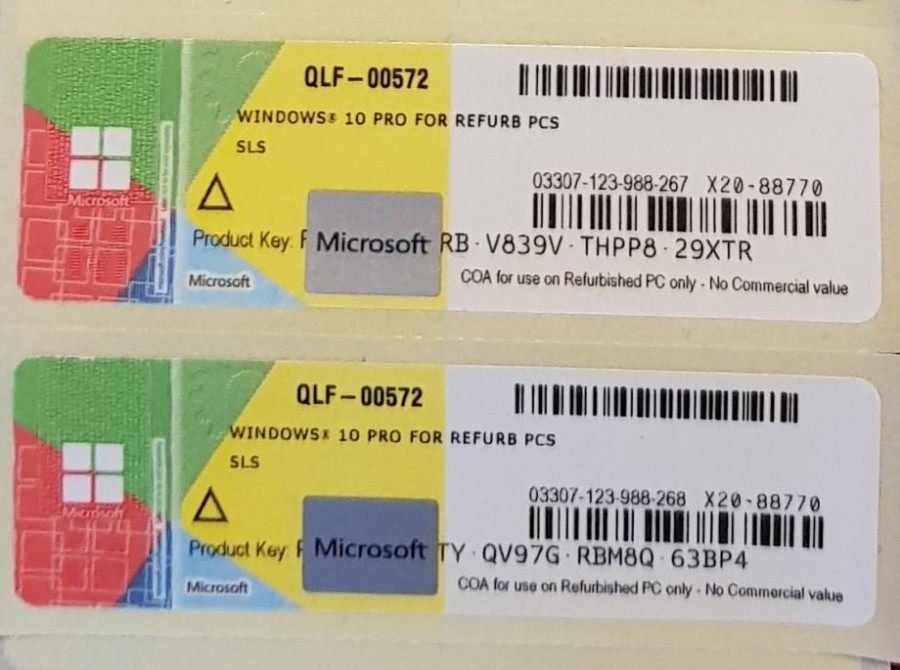 QLF-00572
WINDOWS® 10 PRO FOR REFURB PCS
SLS
03307-123-988-267 X20-88770
Microsoft
Product Key: F Microsoft RB · V839V · THPP8 · 29XTR
Microsoft
COA for use on Refurbished PC only - No Commercial value
QLF-00572
WINDOWS® 10 PRO FOR REFURB PCS
SLS
03307-123-988-268 X20-88770
Microsoft
Product Key: F Microsoft TY · QV97G · RBM8Q · 63BP4
Microsoft
COA for use on Refurbished PC only - No Commercial value